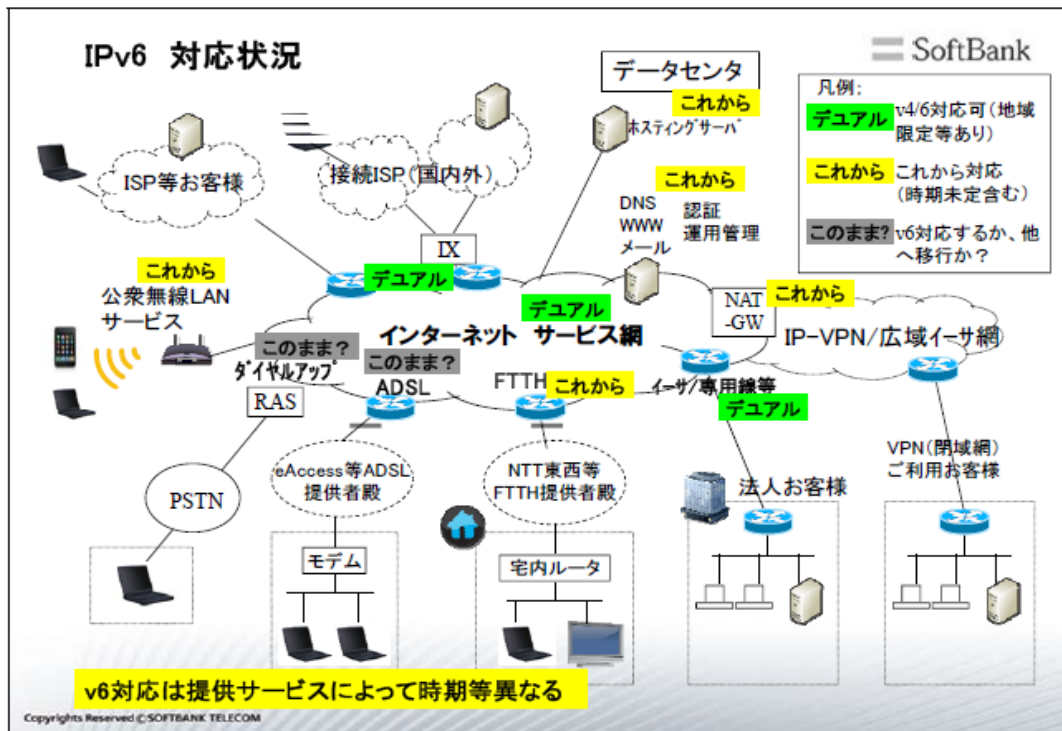 IPv6 対応状況
SoftBank
データセンタ
これから
ホスティングサーバ
凡例:
デュアル v4/6対応可(地域
限定等あり)
これから これから対応
(時期未定含む)
このまま? v6対応するか、他
へ移行か?
ISP等お客様
接続ISP(国内外)
これから
DNS
WWW
メール
認証
運用管理
IX
デュアル
これから
公衆無線LAN
サービス
デュアル
インターネット サービス網
NAT
-GW
これから
IP-VPN/広域イーサ網
このまま?
ダイヤルアップ
このまま?
ADSL
FTTH
これから
イーサ/専用線等
デュアル
RAS
PSTN
eAccess等ADSL
提供者殿
NTT東西等
FTTH提供者殿
法人お客様
VPN(閉域網)
ご利用お客様
モデム
宅内ルータ
v6対応は提供サービスによって時期等異なる
Copyrights Reserved ©SOFTBANK TELECOM